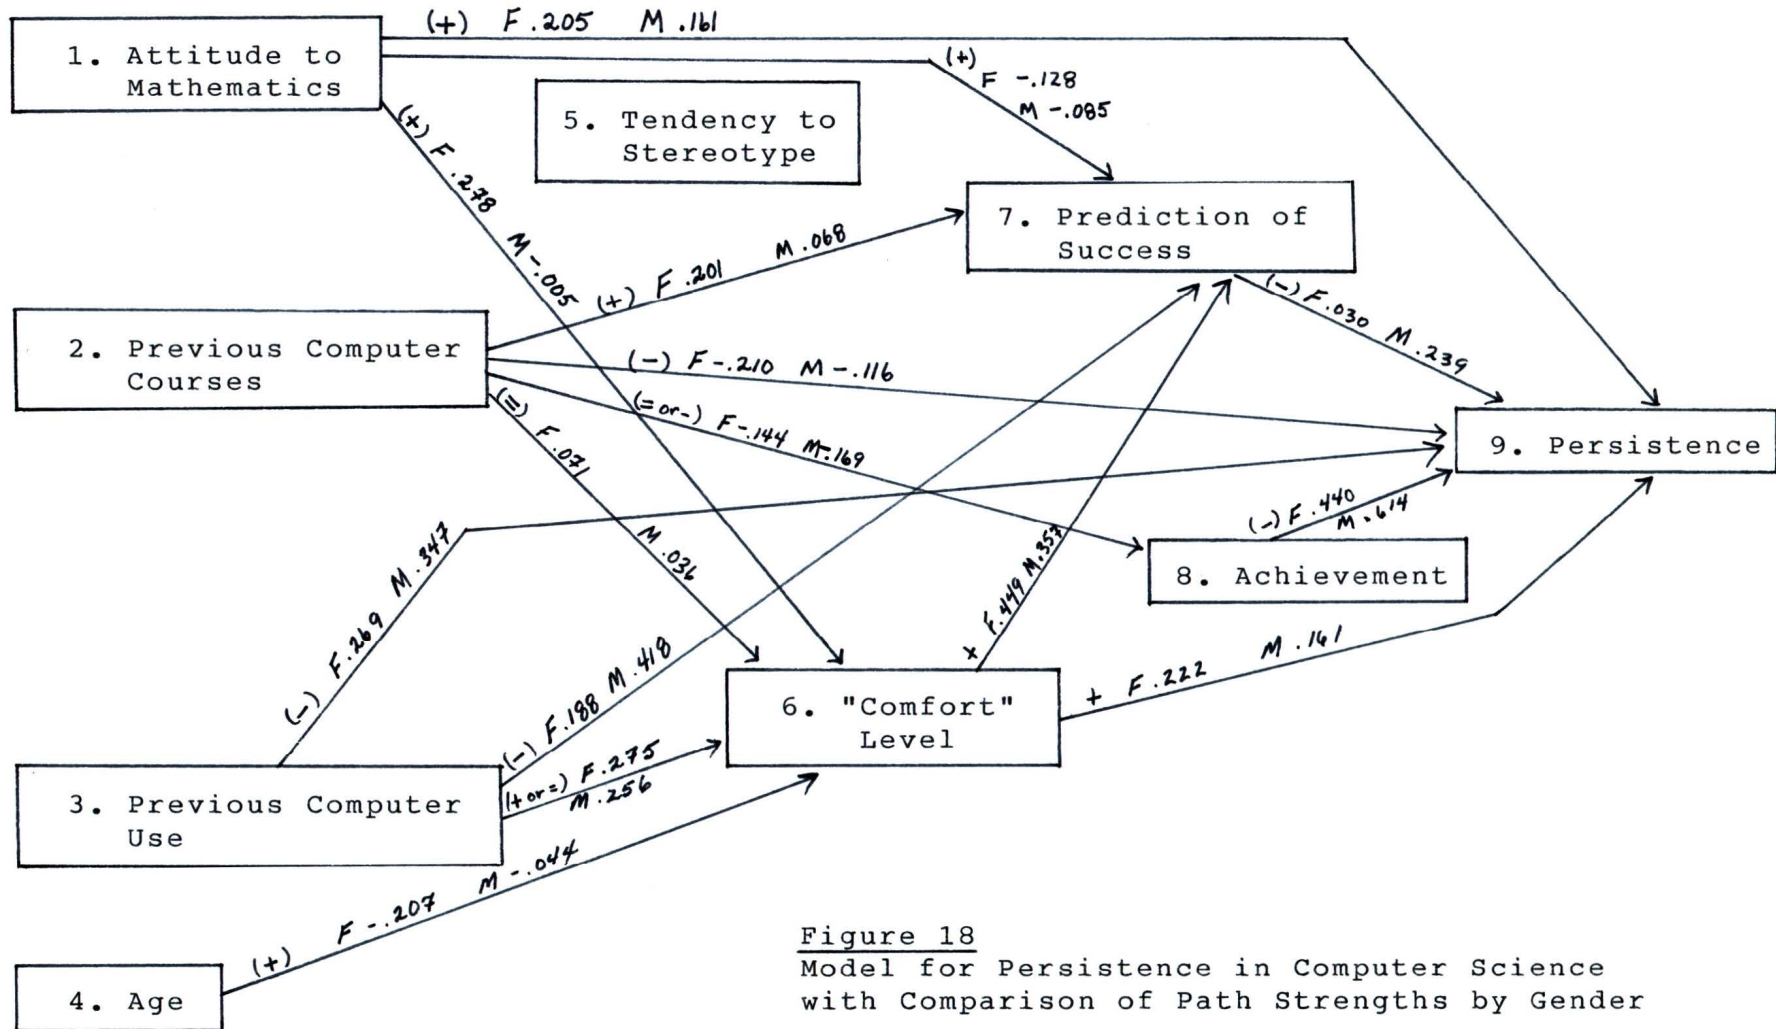 (+) F .205 M .161
1. Attitude to
Mathematics
(+)
F -.128
M -.085
5. Tendency to
Stereotype
(+) F .278 M -.005
7. Prediction of
Success
(+) F .201 M .068
(-) F.030 M .239
2. Previous Computer
Courses
(-) F -.210 M -.116
(= or -) F -.144 M -.169
(=) F .071 M .036
9. Persistence
(-) F .440
M .614
8. Achievement
(-) F .269 M .347
+ F.449 M.357
(-) F.188 M .418
6. "Comfort"
Level
+ F.222 M .161
(+ or =) F.275
M .256
3. Previous Computer
Use
(+) F -.207 M -.044
4. Age
Figure 18
Model for Persistence in Computer Science
with Comparison of Path Strengths by Gender